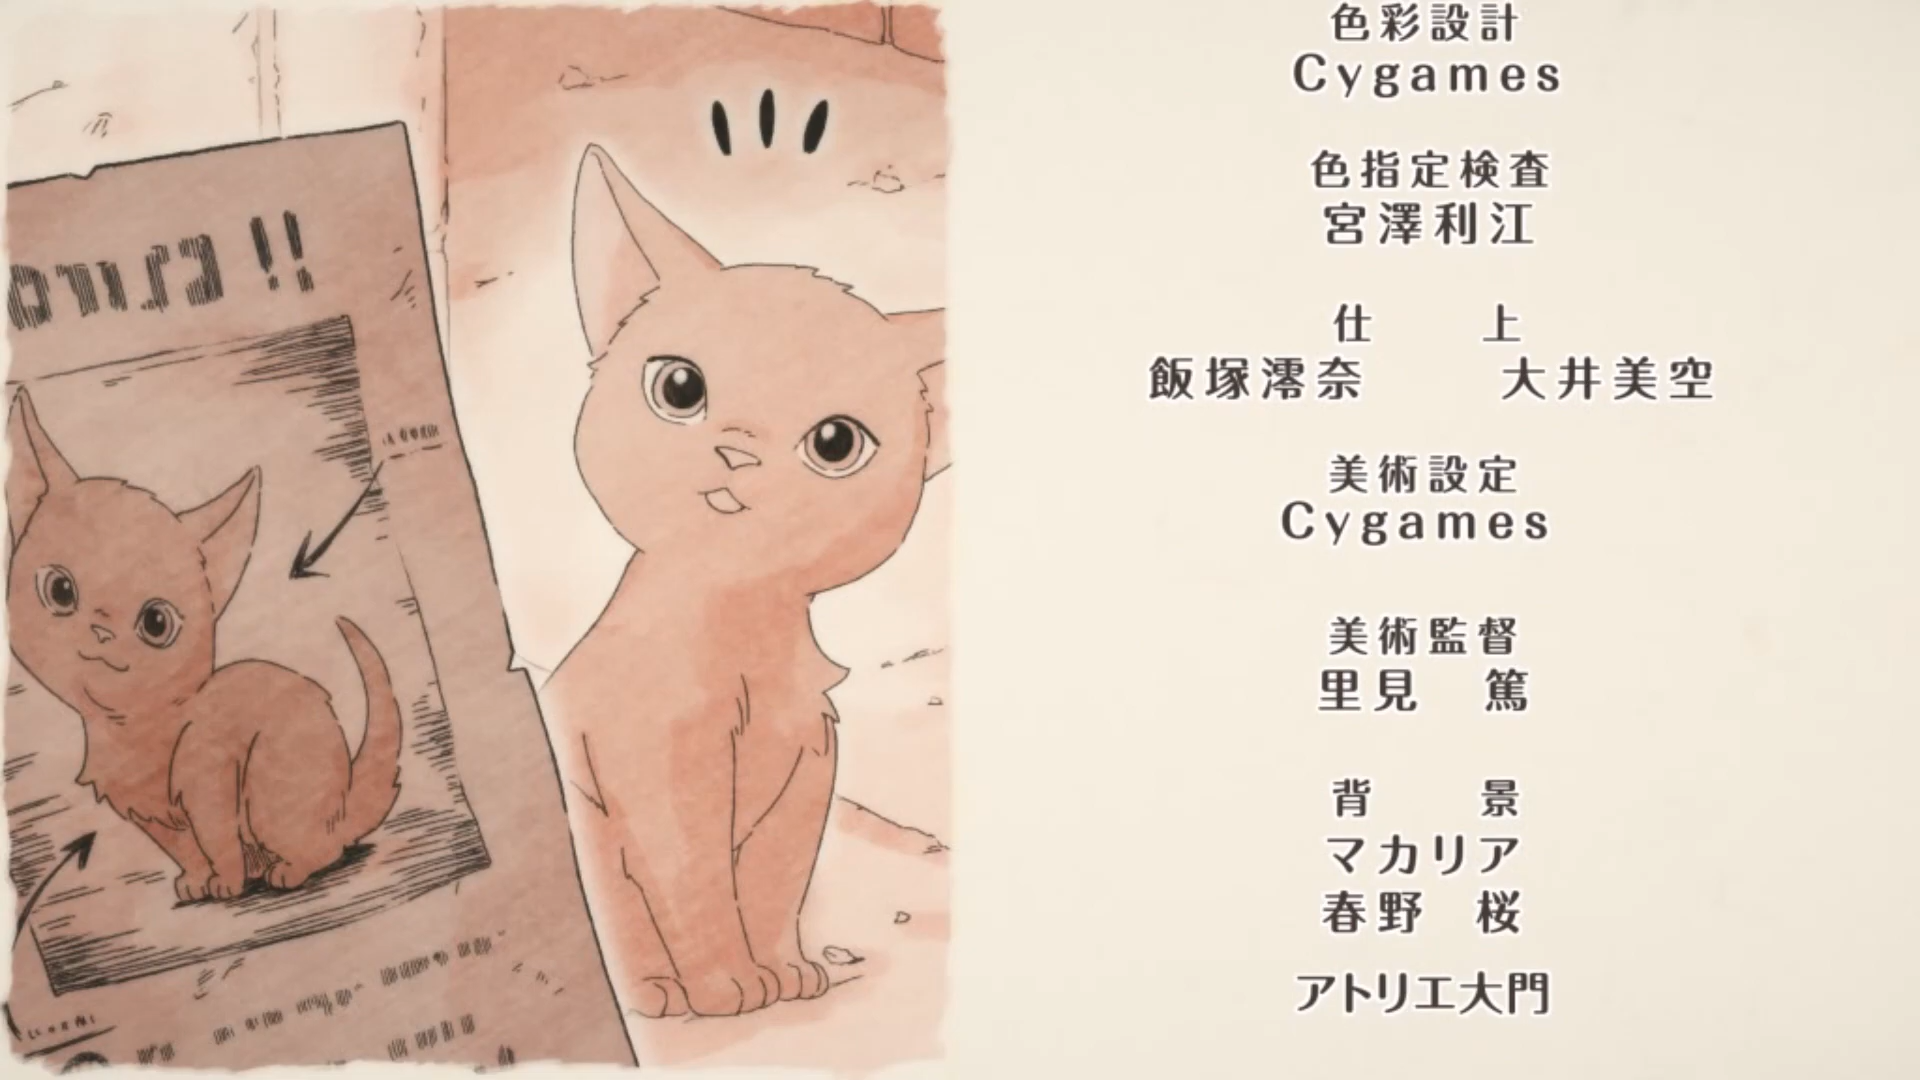 色彩設計
Cygames
色指定検査
宮澤利江
仕 上
飯塚澪奈 大井美空
美術設定
Cygames
美術監督
里見 篤
背 景
マカリア
春野 桜
アトリエ大門